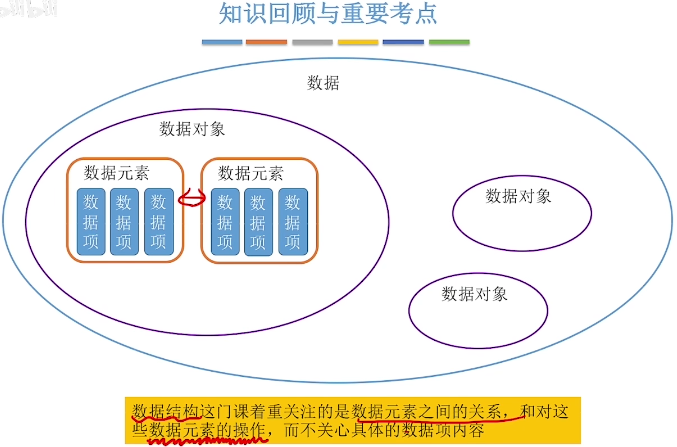 知识回顾与重要考点
数据
数据对象
数据元素
数据元素
数据项
数据项
数据项
数据项
数据项
数据项
数据对象
数据对象
数据结构这门课着重关注的是数据元素之间的关系，和对这
些数据元素的操作，而不关心具体的数据项内容